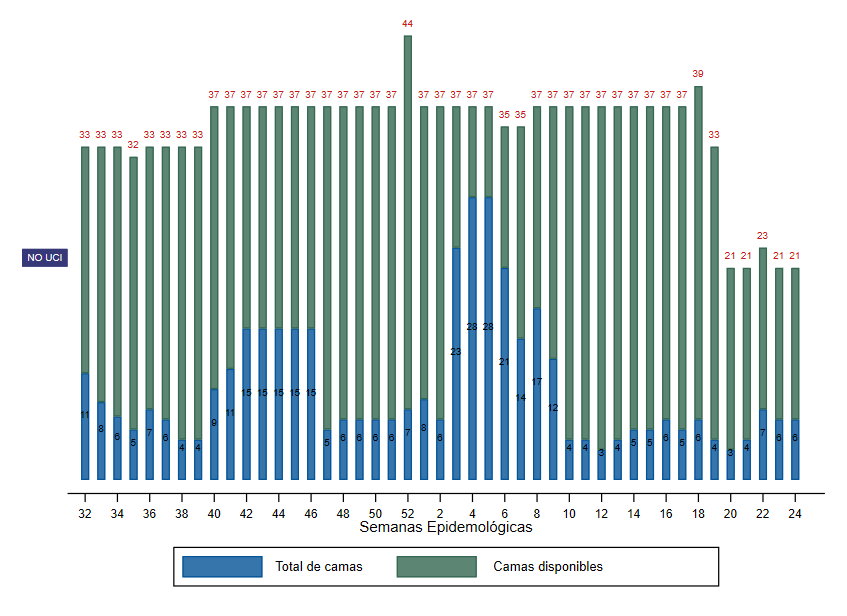 44
39
37 37 37 37 37 37 37 37 37 37 37 37 37 37 37 37 37 37 37 37 37 37 37 37 37 37 37
35 35
33 33 33 32 33 33 33 33 33
23
21 21 21 21
NO UCI
11 8 6 5 7 6 4 4 9 11 15 15 15 15 15 5 6 6 6 6 7 8 6 23 28 28 21 14 17 12 4 4 3 4 5 5 6 5 6 4 3 4 7 6 6
32 34 36 38 40 42 44 46 48 50 52 2 4 6 8 10 12 14 16 18 20 22 24
Semanas Epidemológicas
Total de camas Camas disponibles